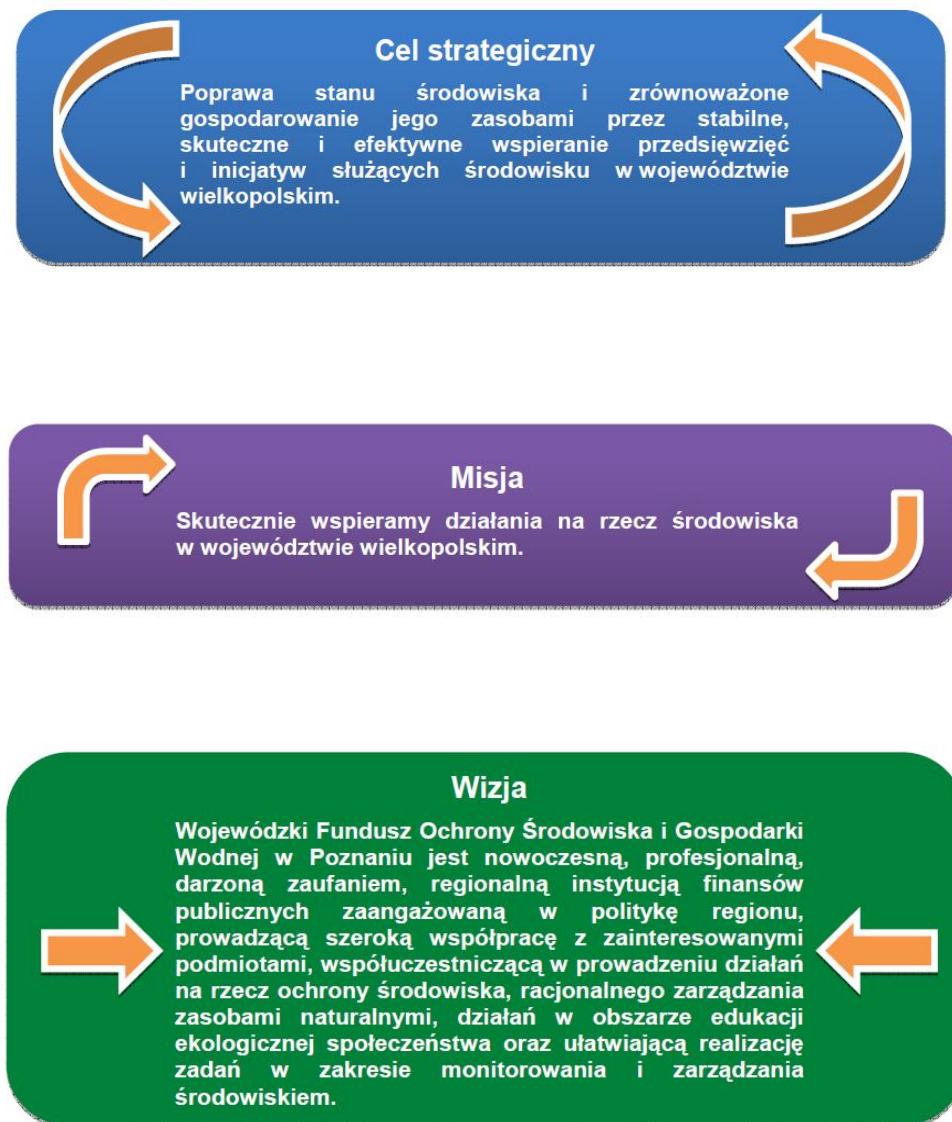 Cel strategiczny
Poprawa stanu środowiska i zrównoważone
gospodarowanie jego zasobami przez stabilne,
skuteczne i efektywne wspieranie przedsięwzięć
i inicjatyw służących środowisku w województwie
wielkopolskim.
Misja
Skutecznie wspieramy działania na rzecz środowiska
w województwie wielkopolskim.
Wizja
Wojewódzki Fundusz Ochrony Środowiska i Gospodarki
Wodnej w Poznaniu jest nowoczesną, profesjonalną,
darzoną zaufaniem, regionalną instytucją finansów
publicznych zaangażowaną w politykę regionu,
prowadzącą szeroką współpracę z zainteresowanymi
podmiotami, współuczestniczącą w prowadzeniu działań
na rzecz ochrony środowiska, racjonalnego zarządzania
zasobami naturalnymi, działań w obszarze edukacji
ekologicznej społeczeństwa oraz ułatwiającą realizację
zadań w zakresie monitorowania i zarządzania
środowiskiem.